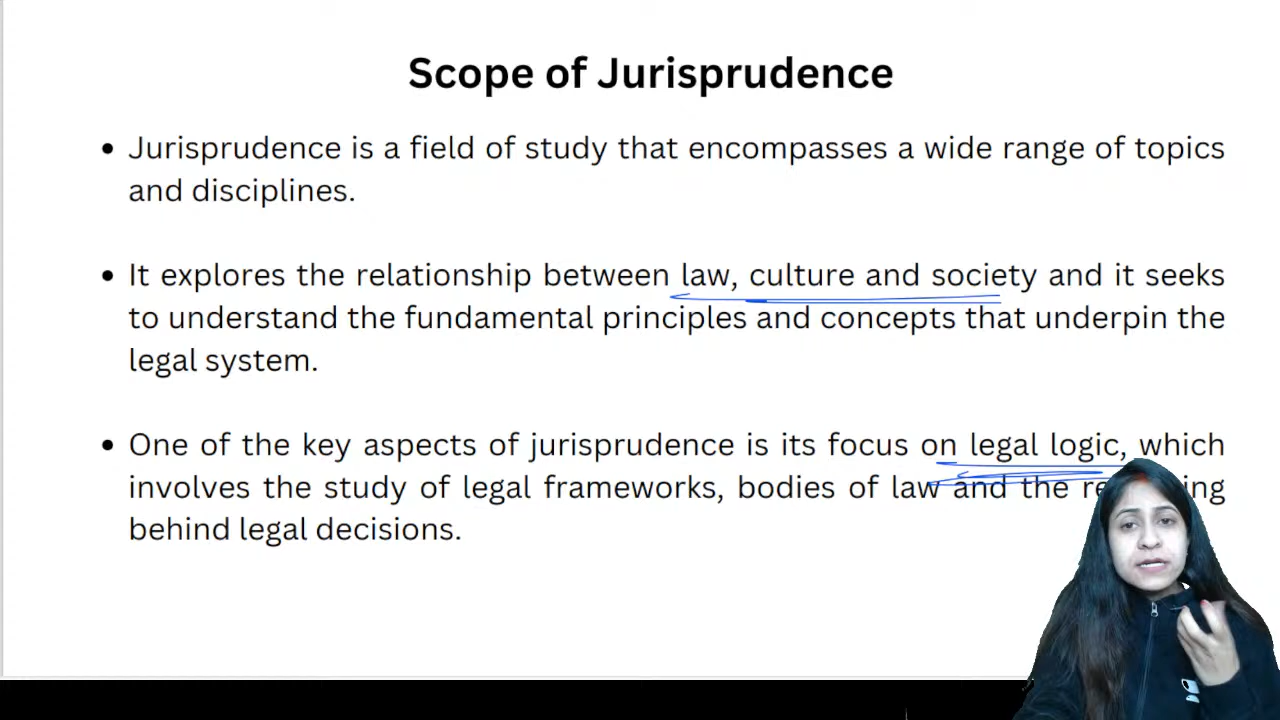 Scope of Jurisprudence
• Jurisprudence is a field of study that encompasses a wide range of topics
and disciplines.
• It explores the relationship between law, culture and society and it seeks
to understand the fundamental principles and concepts that underpin the
legal system.
• One of the key aspects of jurisprudence is its focus on legal logic, which
involves the study of legal frameworks, bodies of law and the
behind legal decisions.